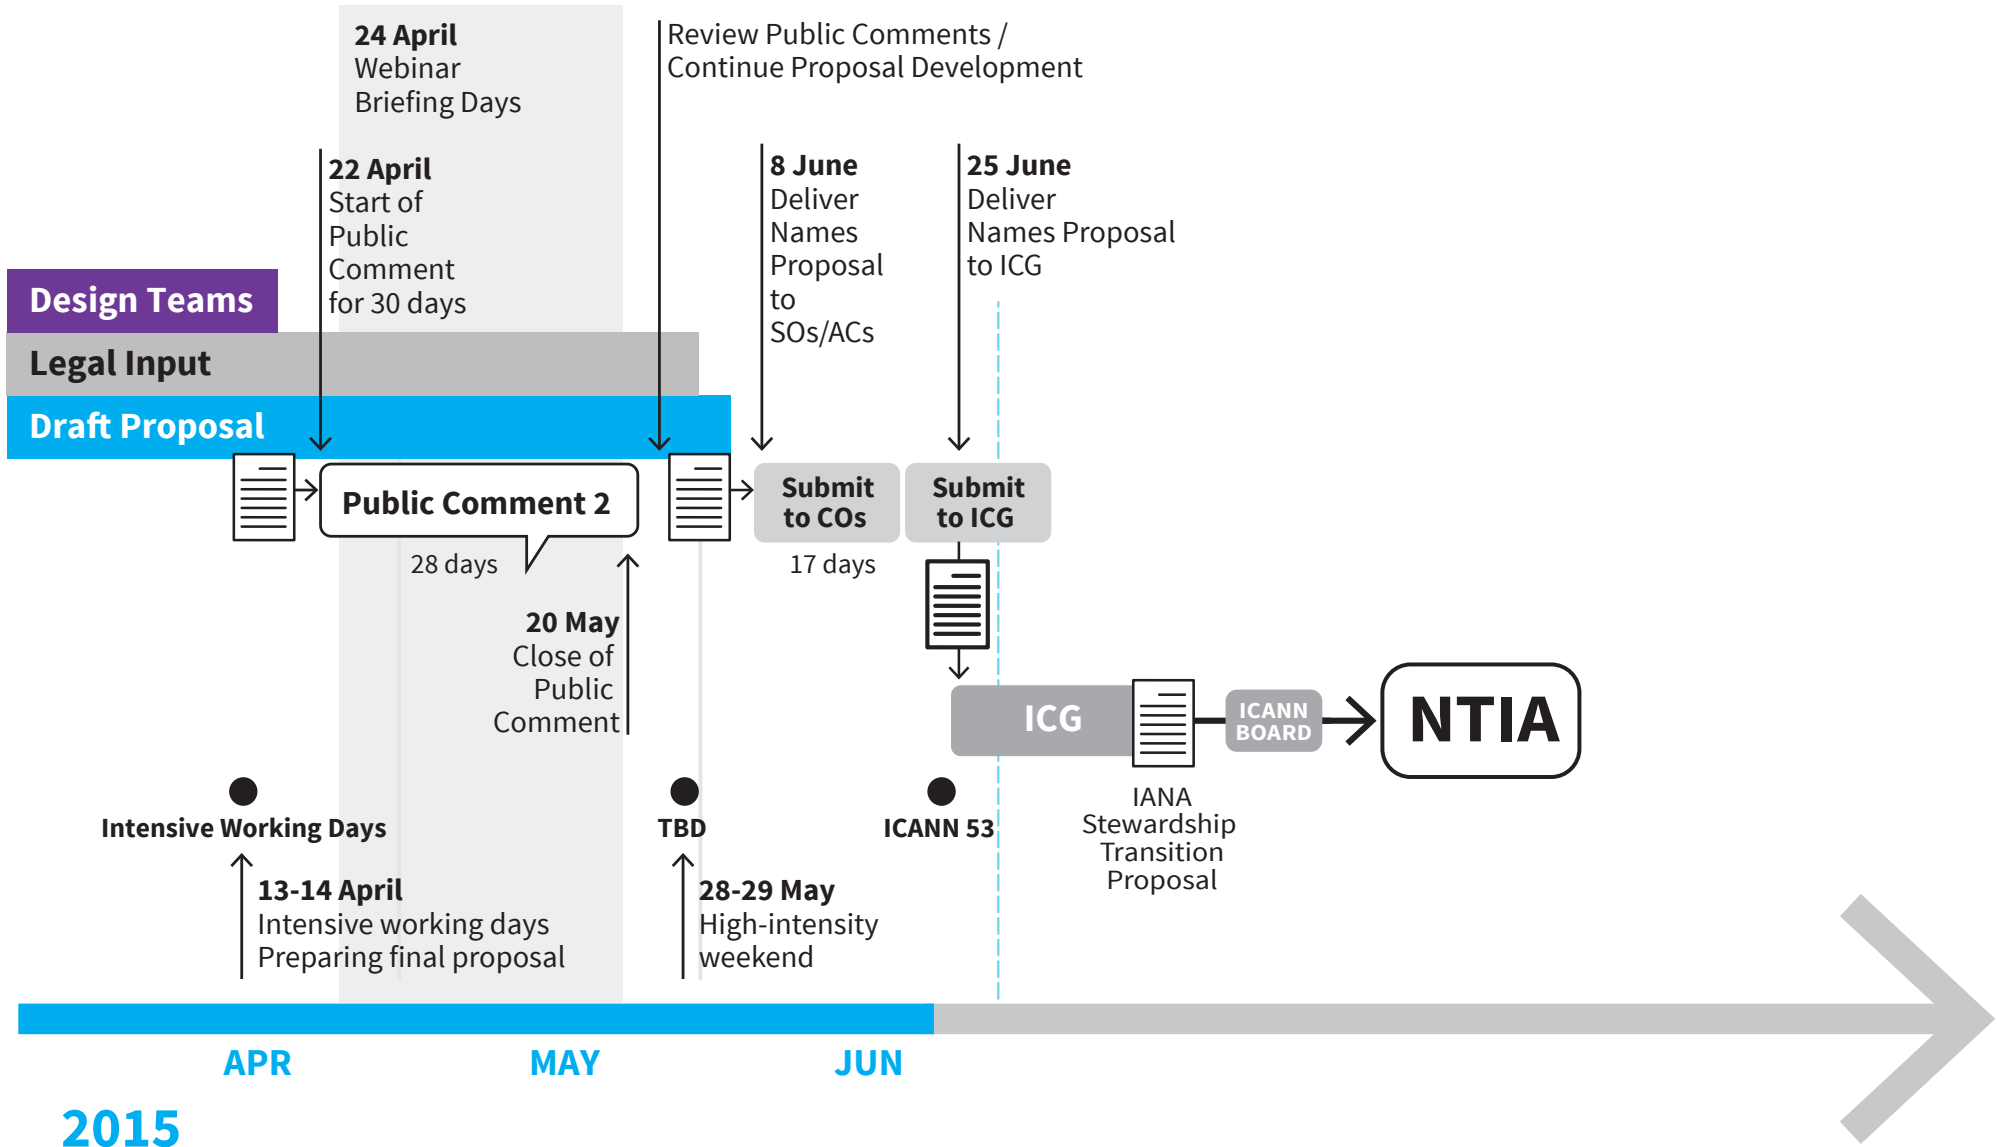 24 April
Webinar
Briefing Days
Review Public Comments /
Continue Proposal Development
22 April
Start of
Public
Comment
for 30 days
8 June
Deliver
Names
Proposal
to
SOs/ACs
25 June
Deliver
Names Proposal
to ICG
Design Teams
Legal Input
Draft Proposal
Public Comment 2
28 days
Submit
to COs
17 days
Submit
to ICG
20 May
Close of
Public
Comment
ICG
ICANN
BOARD
NTIA
IANA
Stewardship
Transition
Proposal
Intensive Working Days
TBD
ICANN 53
13-14 April
Intensive working days
Preparing final proposal
28-29 May
High-intensity
weekend
APR
MAY
JUN
2015